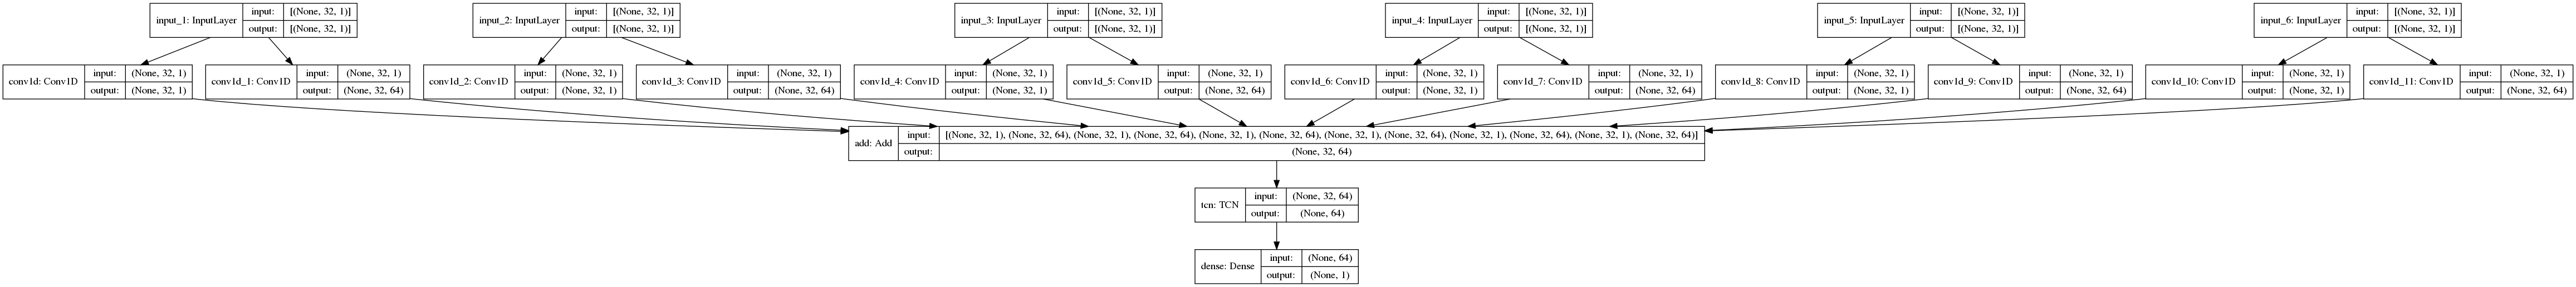 input_1: InputLayer input: [(None, 32, 1)] output: [(None, 32, 1)]
input_2: InputLayer input: [(None, 32, 1)] output: [(None, 32, 1)]
input_3: InputLayer input: [(None, 32, 1)] output: [(None, 32, 1)]
input_4: InputLayer input: [(None, 32, 1)] output: [(None, 32, 1)]
input_5: InputLayer input: [(None, 32, 1)] output: [(None, 32, 1)]
input_6: InputLayer input: [(None, 32, 1)] output: [(None, 32, 1)]
conv1d: Conv1D input: (None, 32, 1) output: (None, 32, 1)
conv1d_1: Conv1D input: (None, 32, 1) output: (None, 32, 64)
conv1d_2: Conv1D input: (None, 32, 1) output: (None, 32, 1)
conv1d_3: Conv1D input: (None, 32, 1) output: (None, 32, 64)
conv1d_4: Conv1D input: (None, 32, 1) output: (None, 32, 1)
conv1d_5: Conv1D input: (None, 32, 1) output: (None, 32, 64)
conv1d_6: Conv1D input: (None, 32, 1) output: (None, 32, 1)
conv1d_7: Conv1D input: (None, 32, 1) output: (None, 32, 64)
conv1d_8: Conv1D input: (None, 32, 1) output: (None, 32, 1)
conv1d_9: Conv1D input: (None, 32, 1) output: (None, 32, 64)
conv1d_10: Conv1D input: (None, 32, 1) output: (None, 32, 1)
conv1d_11: Conv1D input: (None, 32, 1) output: (None, 32, 64)
add: Add input: [(None, 32, 1), (None, 32, 64), (None, 32, 1), (None, 32, 64), (None, 32, 1), (None, 32, 64), (None, 32, 1), (None, 32, 64), (None, 32, 1), (None, 32, 64), (None, 32, 1), (None, 32, 64)] output: (None, 32, 64)
tcn: TCN input: (None, 32, 64) output: (None, 64)
dense: Dense input: (None, 64) output: (None, 1)